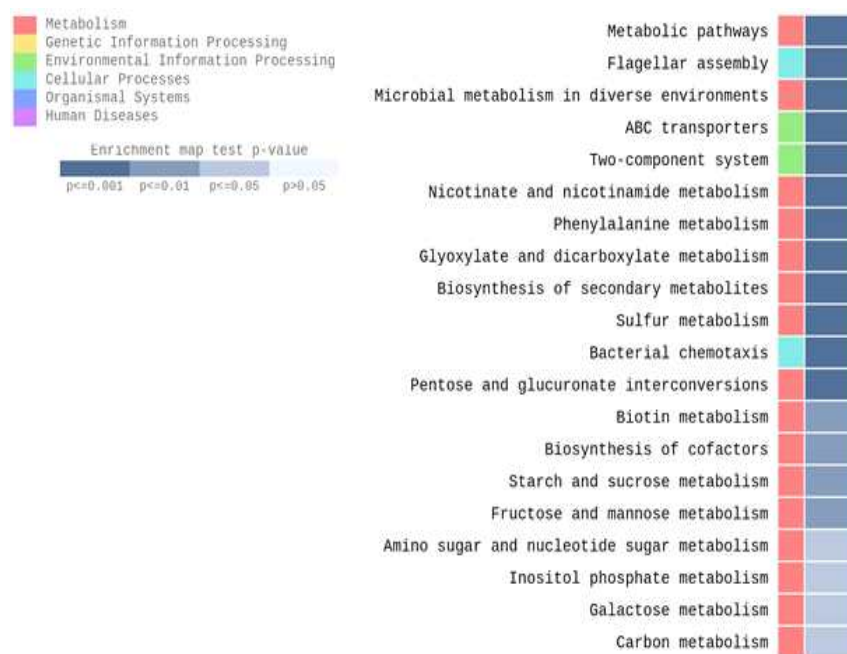 Metabolism
Genetic Information Processing
Environmental Information Processing
Cellular Processes
Organismal Systems
Human Diseases
Enrichment map test p-value
p<=0.001 p<=0.01 p<=0.05 p>0.05
Metabolic pathways
Flagellar assembly
Microbial metabolism in diverse environments
ABC transporters
Two-component system
Nicotinate and nicotinamide metabolism
Phenylalanine metabolism
Glyoxylate and dicarboxylate metabolism
Biosynthesis of secondary metabolites
Sulfur metabolism
Bacterial chemotaxis
Pentose and glucuronate interconversions
Biotin metabolism
Biosynthesis of cofactors
Starch and sucrose metabolism
Fructose and mannose metabolism
Amino sugar and nucleotide sugar metabolism
Inositol phosphate metabolism
Galactose metabolism
Carbon metabolism